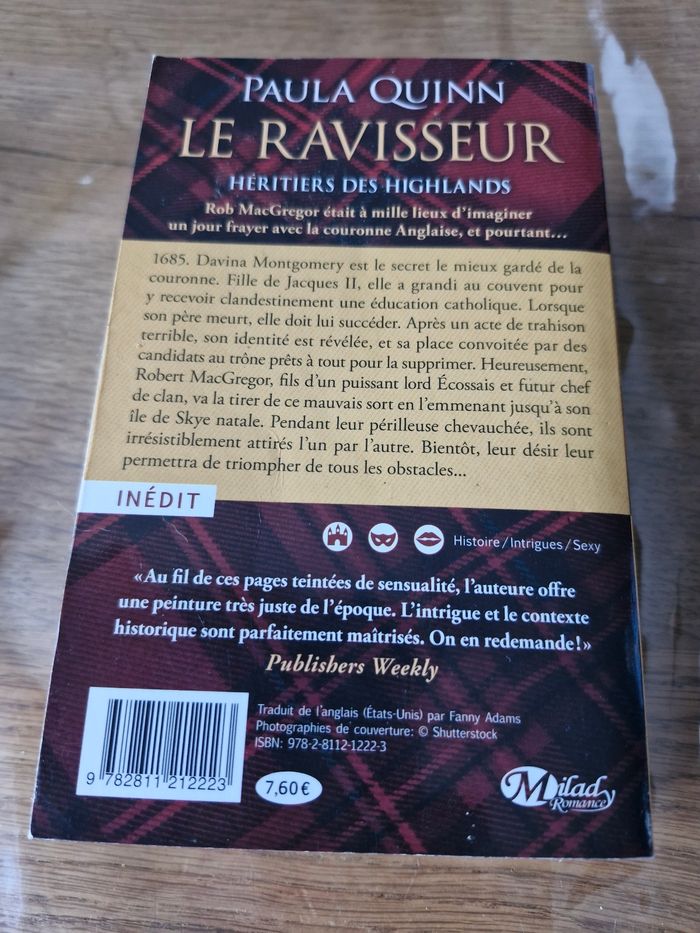 PAULA QUINN
LE RAVISSEUR
HÉRITIERS DES HIGHLANDS
Rob MacGregor était à mille lieux d'imaginer
un jour frayer avec la couronne Anglaise, et pourtant...
1685. Davina Montgomery est le secret le mieux gardé de la
couronne. Fille de Jacques II, elle a grandi au couvent pour
y recevoir clandestinement une éducation catholique. Lorsque
son père meurt, elle doit lui succéder. Après un acte de trahison
terrible, son identité est révélée, et sa place convoitée par des
candidats au trône prêts à tout pour la supprimer. Heureusement,
Robert MacGregor, fils d'un puissant lord Écossais et futur chef
de clan, va la tirer de ce mauvais sort en l'emmenant jusqu'à son
île de Skye natale. Pendant leur périlleuse chevauchée, ils sont
irrésistiblement attirés l'un par l'autre. Bientôt, leur désir leur
permettra de triompher de tous les obstacles...
INÉDIT
Histoire/Intrigues/Sexy
«Au fil de ces pages teintées de sensualité, l'auteure offre
une peinture très juste de l'époque. L'intrigue et le contexte
historique sont parfaitement maîtrisés. On en redemande!»
Publishers Weekly
Traduit de l'anglais (États-Unis) par Fanny Adams
Photographies de couverture: © Shutterstock
ISBN: 978-2-8112-1222-3
9 782811 212223
7,60 €
Milady
Romance